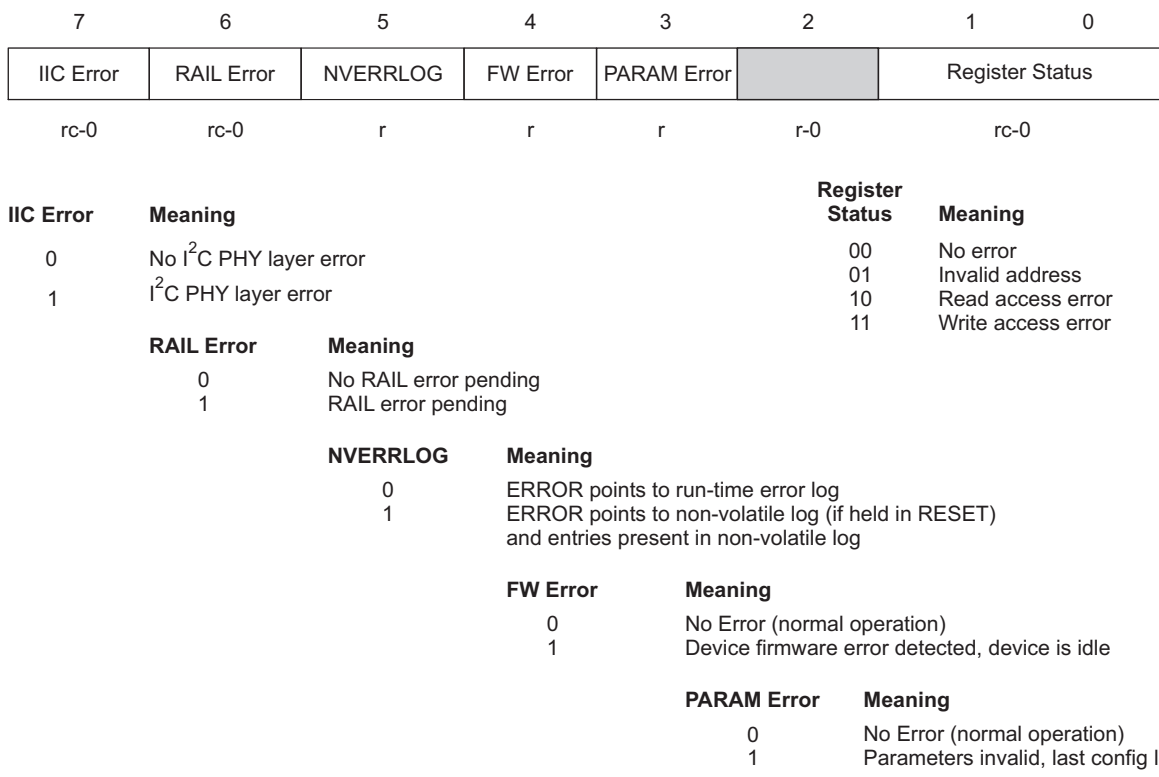 7 6 5 4 3 2 1 0
IIC Error RAIL Error NVERRLOG FW Error PARAM Error Register Status
rc-0 rc-0 r r r r-0 rc-0
IIC Error Meaning
0 No I²C PHY layer error
1 I²C PHY layer error
Register
Status Meaning
00 No error
01 Invalid address
10 Read access error
11 Write access error
RAIL Error Meaning
0 No RAIL error pending
1 RAIL error pending
NVERRLOG Meaning
0 ERROR points to run-time error log
1 ERROR points to non-volatile log (if held in RESET)
and entries present in non-volatile log
FW Error Meaning
0 No Error (normal operation)
1 Device firmware error detected, device is idle
PARAM Error Meaning
0 No Error (normal operation)
1 Parameters invalid, last config